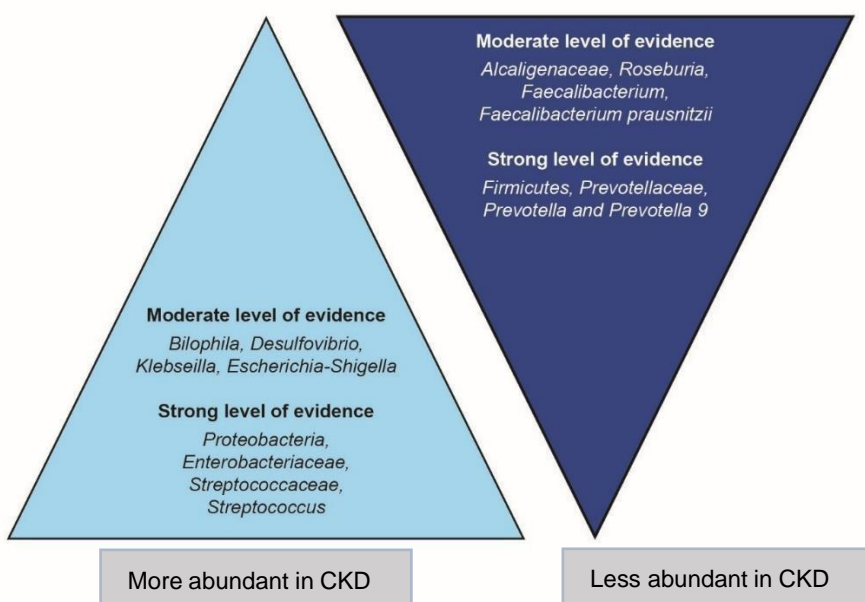 Moderate level of evidence
Alcaligenaceae, Roseburia,
Faecalibacterium,
Faecalibacterium prausnitzii
Strong level of evidence
Firmicutes, Prevotellaceae,
Prevotella and Prevotella 9
Moderate level of evidence
Bilophila, Desulfovibrio,
Klebseilla, Escherichia-Shigella
Strong level of evidence
Proteobacteria,
Enterobacteriaceae,
Streptococcaceae,
Streptococcus
More abundant in CKD
Less abundant in CKD